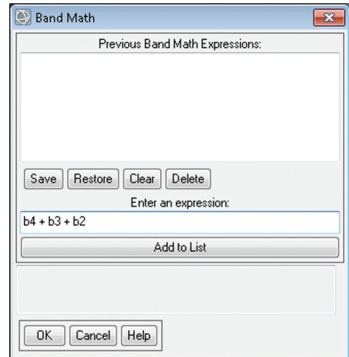 Band Math
Previous Band Math Expressions:
Save Restore Clear Delete
Enter an expression:
b4 + b3 + b2
Add to List
OK Cancel Help